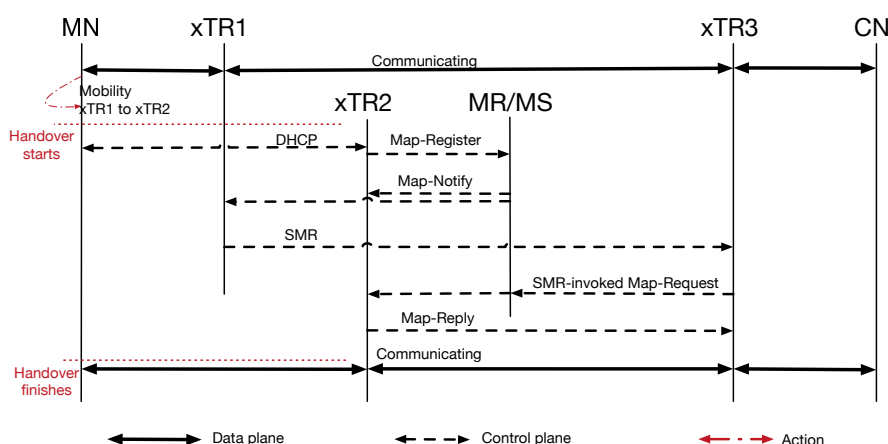 MN xTR1 xTR3 CN
Communicating
Mobility
xTR1 to xTR2
xTR2 MR/MS
Handover
starts
DHCP Map-Register
Map-Notify
SMR
SMR-invoked Map-Request
Map-Reply
Communicating
Handover
finishes
Data plane Control plane Action